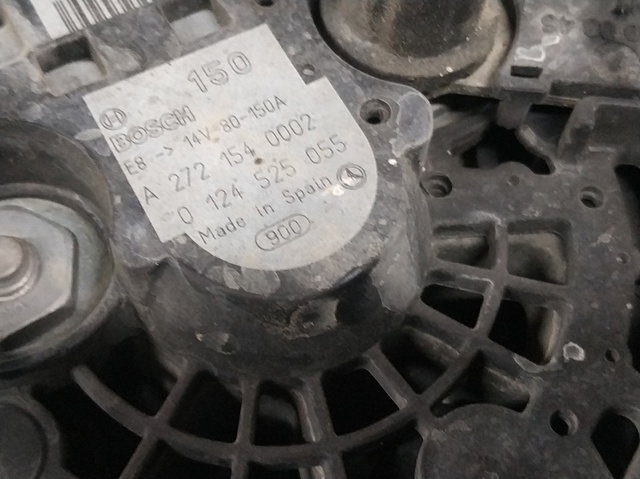 150
BOSCH
E8 -> 14V 80-150A
A 272 154 0002
0 124 525 055
Made in Spain
900